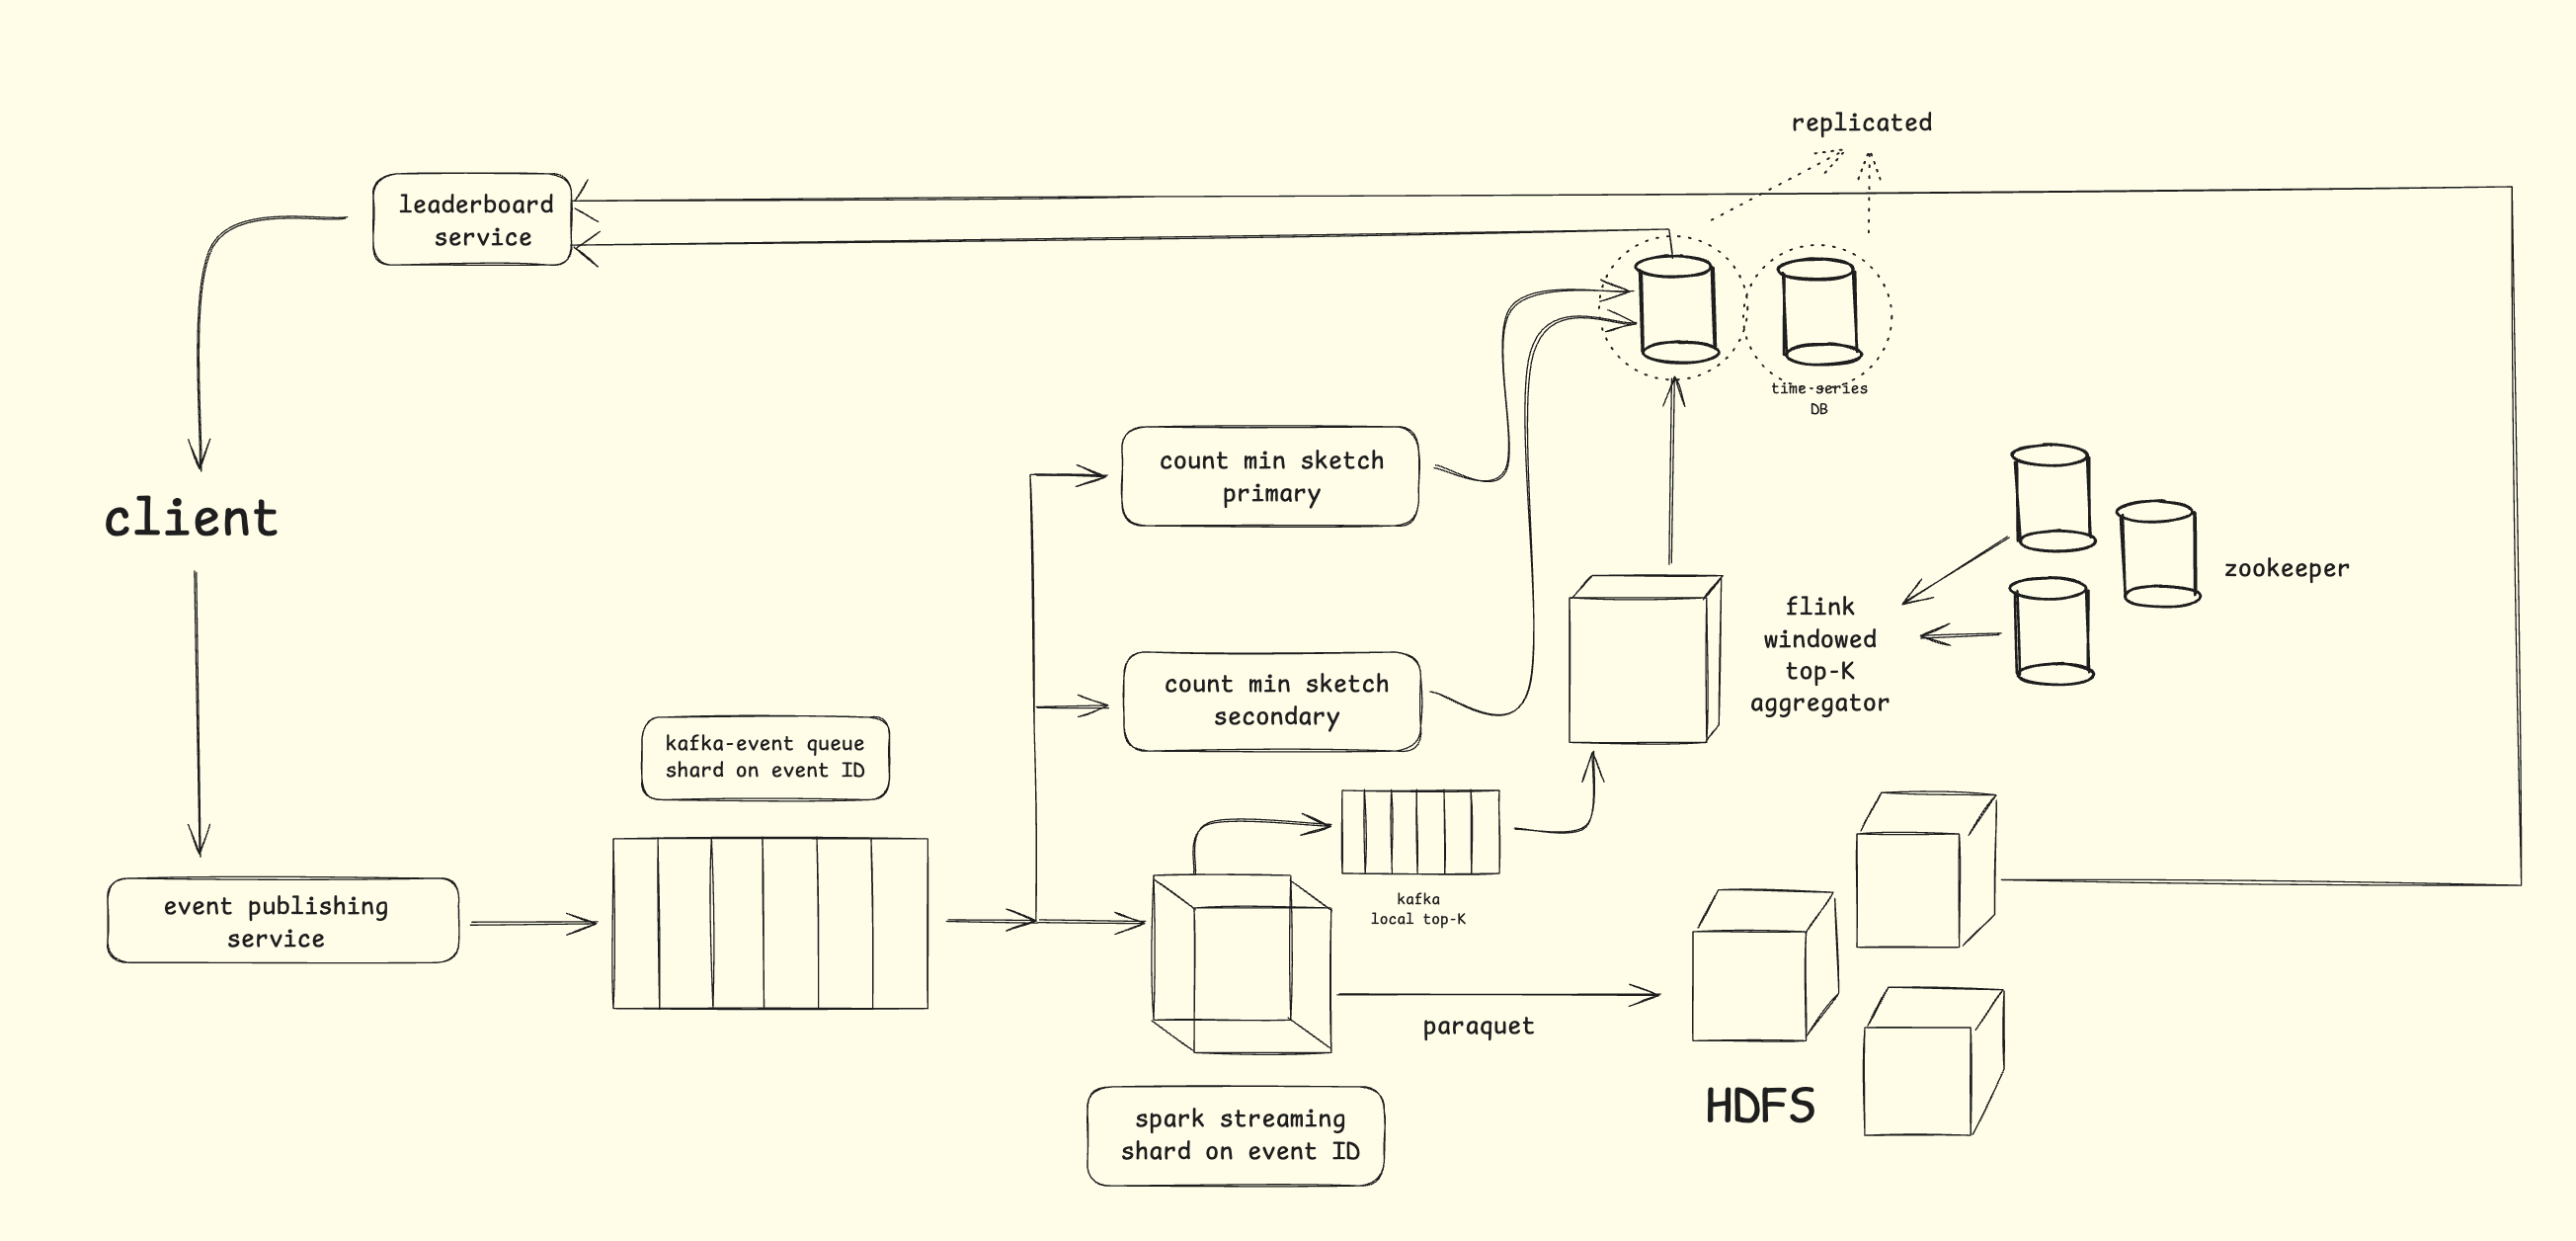 replicated
leaderboard
service
time-series
DB
count min sketch
primary
client
zookeeper
flink
windowed
top-K
aggregator
count min sketch
secondary
kafka-event queue
shard on event ID
kafka
local top-K
event publishing
service
paraquet
HDFS
spark streaming
shard on event ID